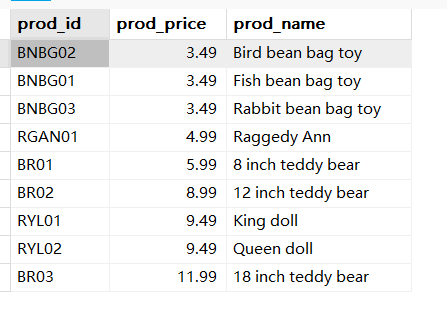 prod_id prod_price prod_name
BNBG02 3.49 Bird bean bag toy
BNBG01 3.49 Fish bean bag toy
BNBG03 3.49 Rabbit bean bag toy
RGAN01 4.99 Raggedy Ann
BR01 5.99 8 inch teddy bear
BR02 8.99 12 inch teddy bear
RYL01 9.49 King doll
RYL02 9.49 Queen doll
BR03 11.99 18 inch teddy bear